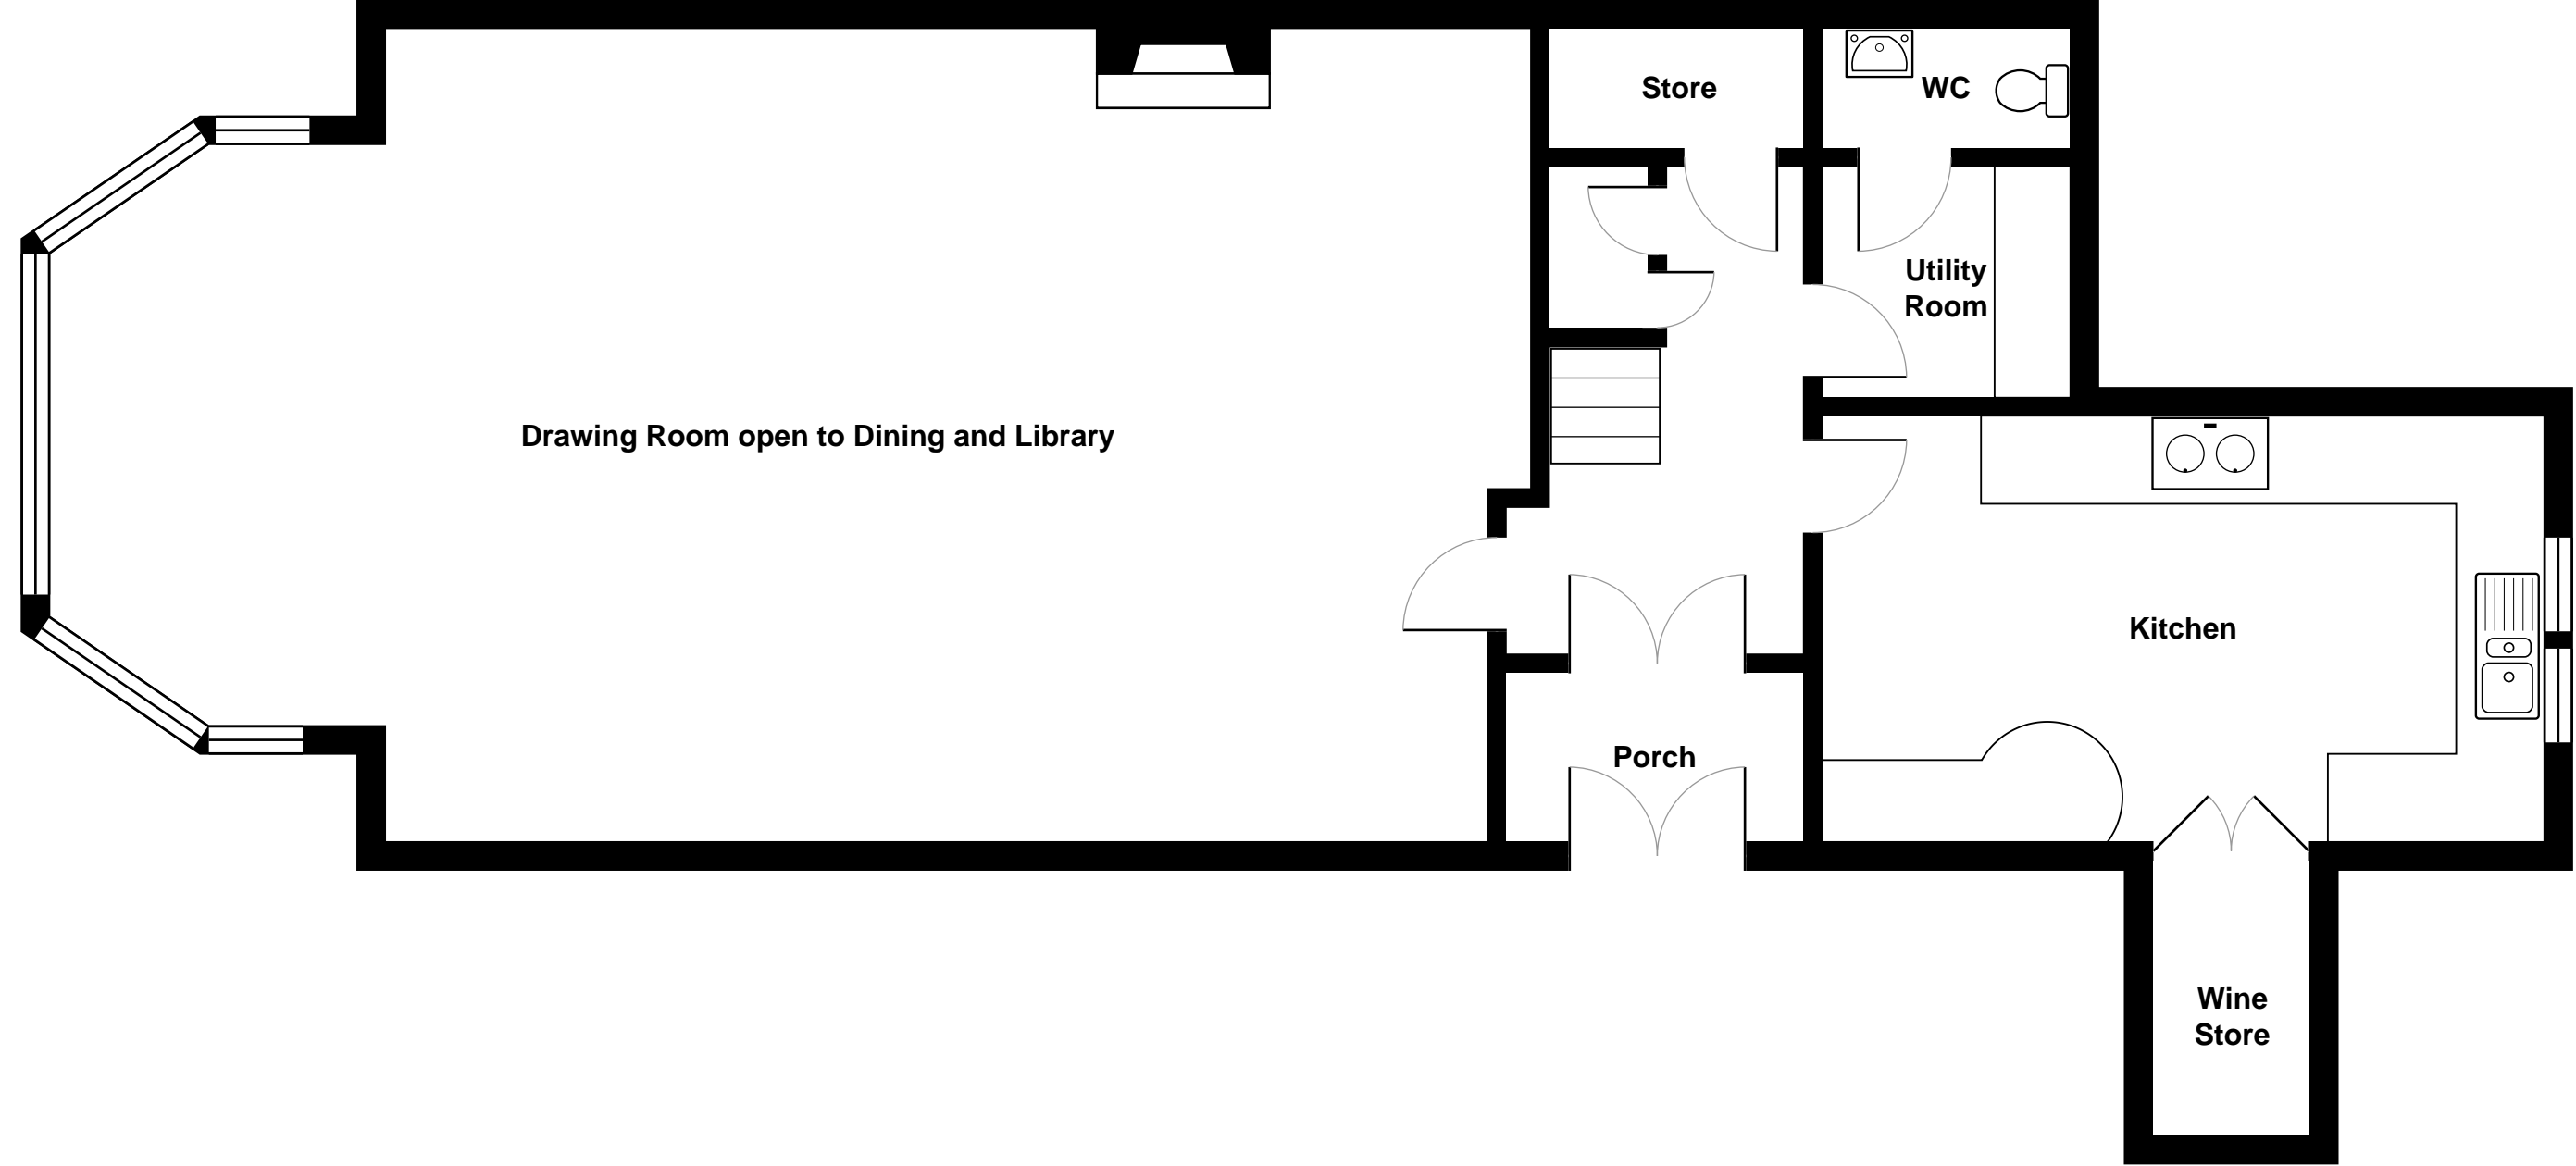 Store
WC
Utility
Room
Drawing Room open to Dining and Library
Kitchen
Porch
Wine
Store